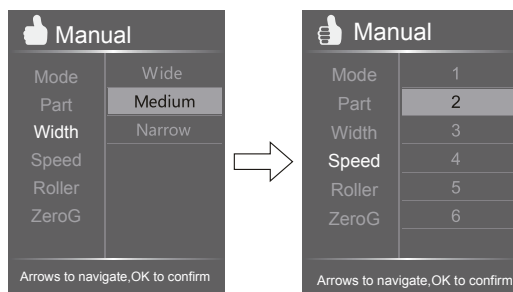 Manual
Mode
Part
Width
Speed
Roller
ZeroG
Wide
Medium
Narrow
Arrows to navigate,OK to confirm
Manual
Mode
Part
Width
Speed
Roller
ZeroG
1
2
3
4
5
6
Arrows to navigate,OK to confirm